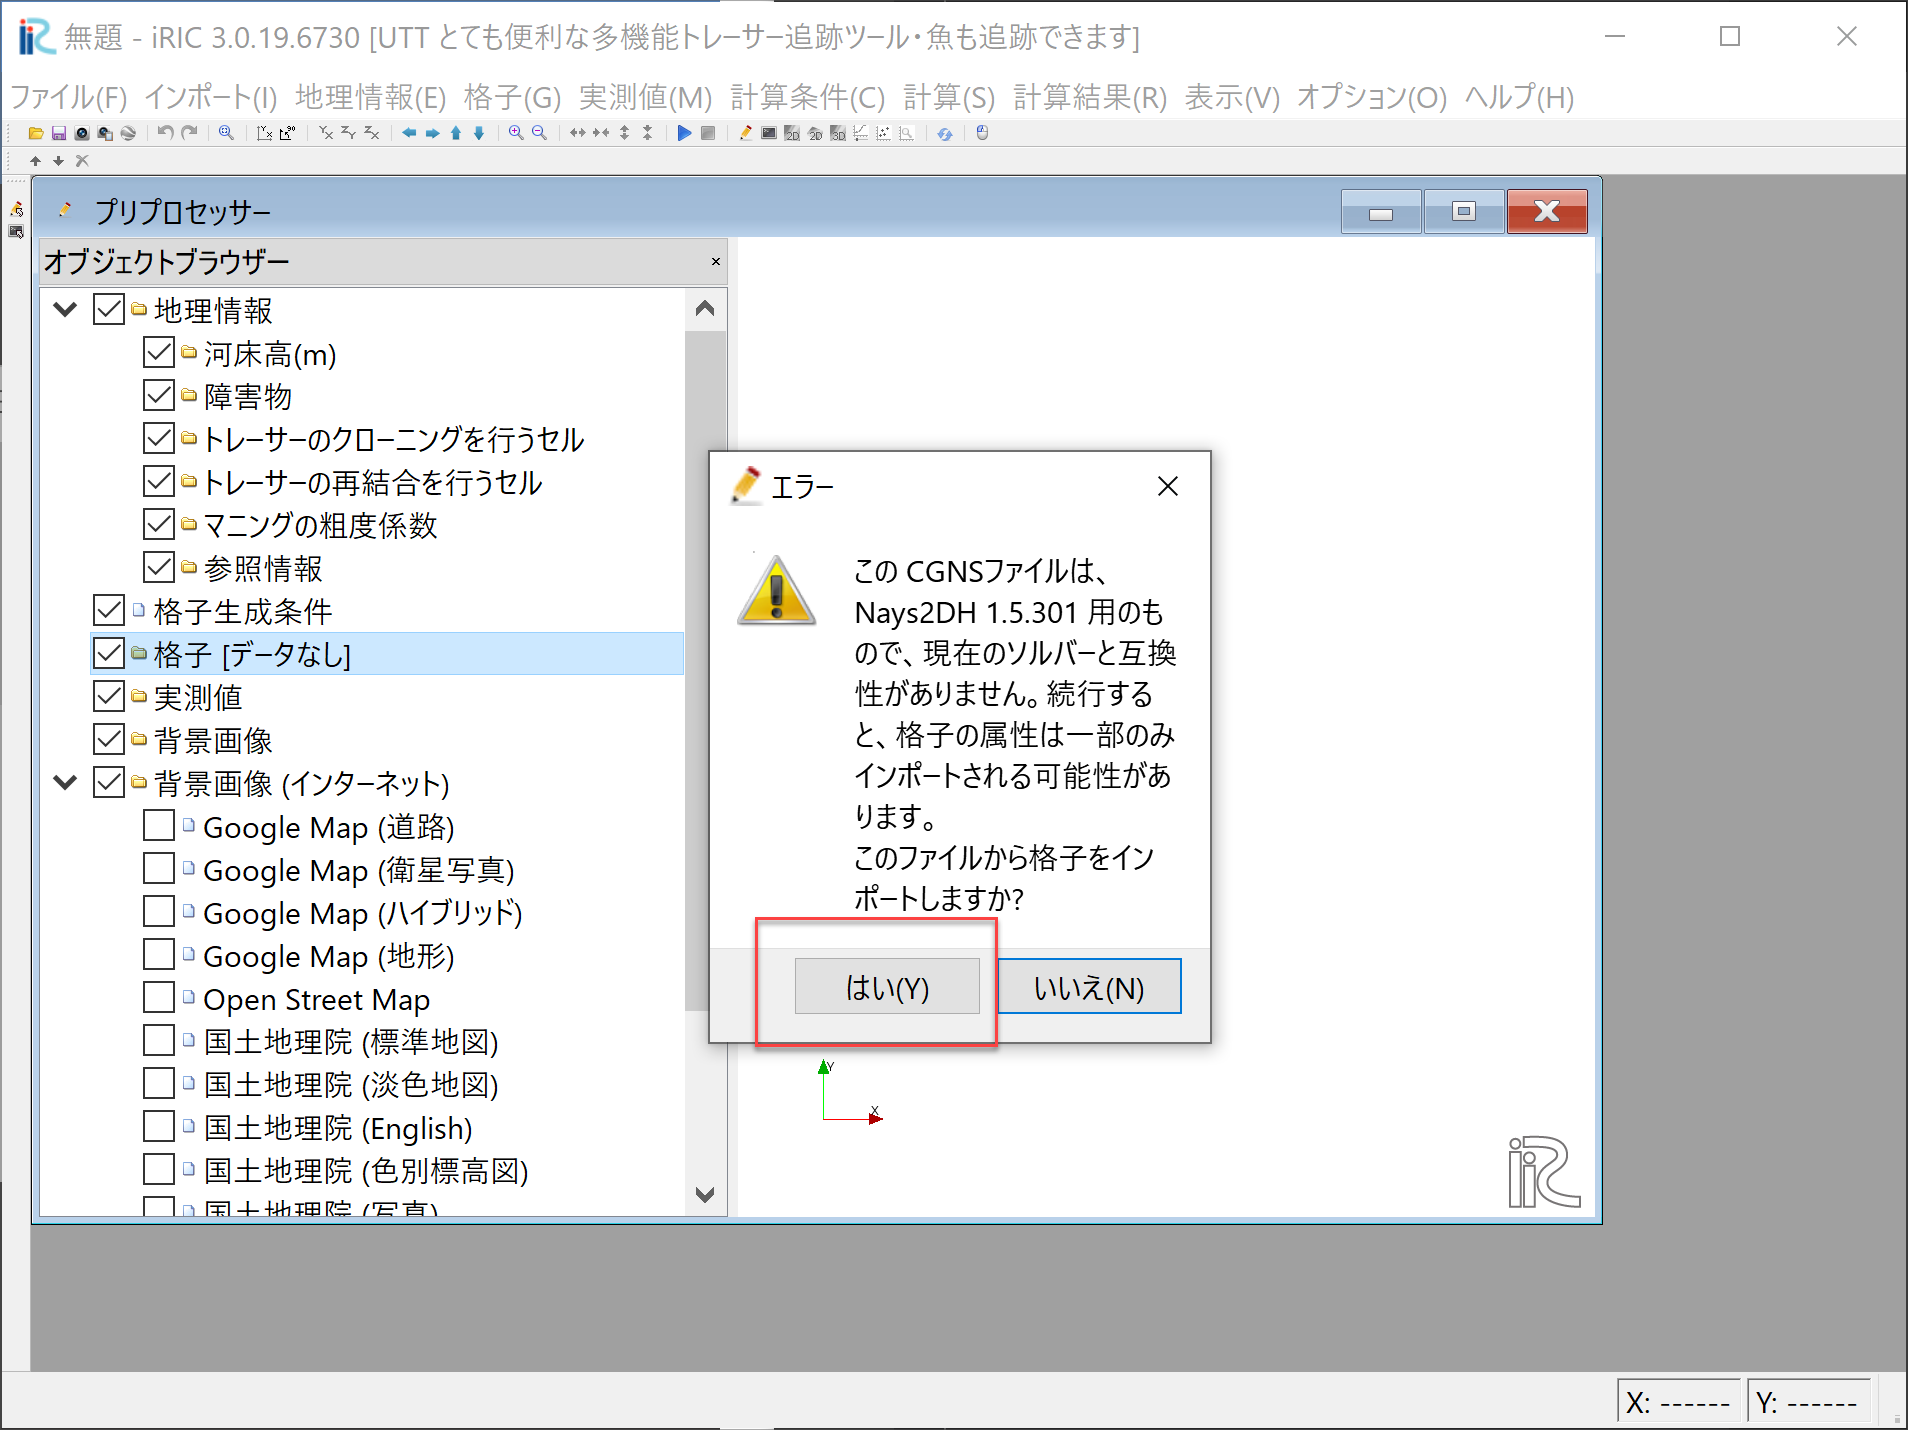 無題 - iRIC 3.0.19.6730 [UTT とても便利な多機能トレーサー追跡ツール・魚も追跡できます]
ファイル(F) インポート(I) 地理情報(E) 格子(G) 実測値(M) 計算条件(C) 計算(S) 計算結果(R) 表示(V) オプション(O) ヘルプ(H)
プリプロセッサー
オブジェクトブラウザー
地理情報
河床高(m)
障害物
トレーサーのクローニングを行うセル
トレーサーの再結合を行うセル
マニングの粗度係数
参照情報
格子生成条件
格子 [データなし]
実測値
背景画像
背景画像 (インターネット)
Google Map (道路)
Google Map (衛星写真)
Google Map (ハイブリッド)
Google Map (地形)
Open Street Map
国土地理院 (標準地図)
国土地理院 (淡色地図)
国土地理院 (English)
国土地理院 (色別標高図)
国土地理院 (写真)
エラー
この CGNSファイルは、
Nays2DH 1.5.301 用のも
ので、現在のソルバーと互換
性がありません。続行する
と、格子の属性は一部のみ
インポートされる可能性があ
ります。
このファイルから格子をイン
ポートしますか?
はい(Y) いいえ(N)
Y
X
iRIC
X: ------ Y: ------